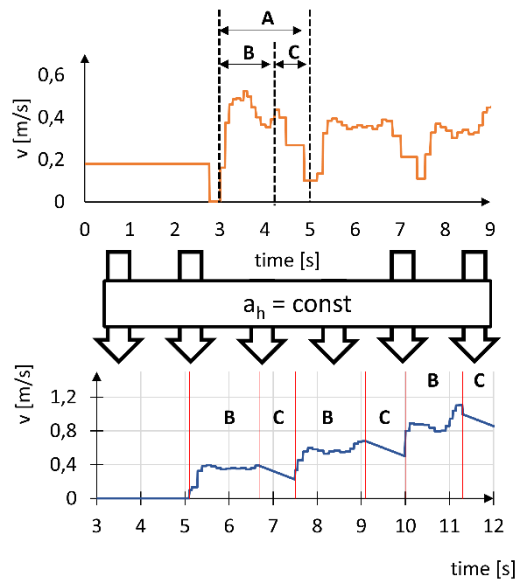 A
B C
0,6
0,4
0,2
0
v [m/s]
0 1 2 3 4 5 6 7 8 9
time [s]
a_h = const
1,2
0,8
0,4
0
v [m/s]
B C B C B C
3 4 5 6 7 8 9 10 11 12
time [s]